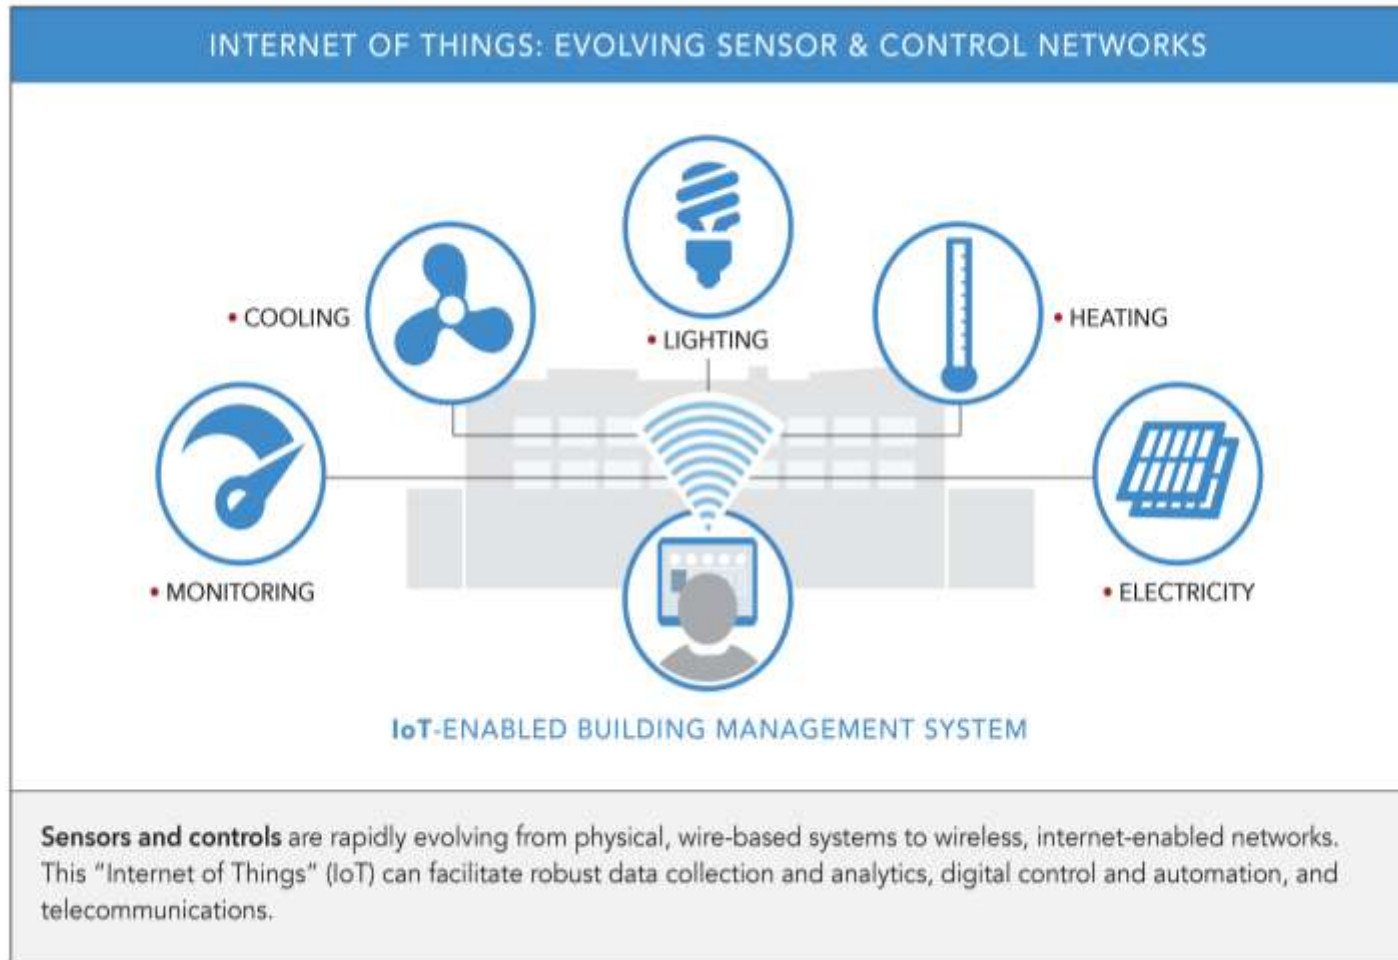 INTERNET OF THINGS: EVOLVING SENSOR & CONTROL NETWORKS
• LIGHTING
• COOLING
• HEATING
• MONITORING
• ELECTRICITY
IoT-ENABLED BUILDING MANAGEMENT SYSTEM
Sensors and controls are rapidly evolving from physical, wire-based systems to wireless, internet-enabled networks.
This “Internet of Things” (IoT) can facilitate robust data collection and analytics, digital control and automation, and
telecommunications.